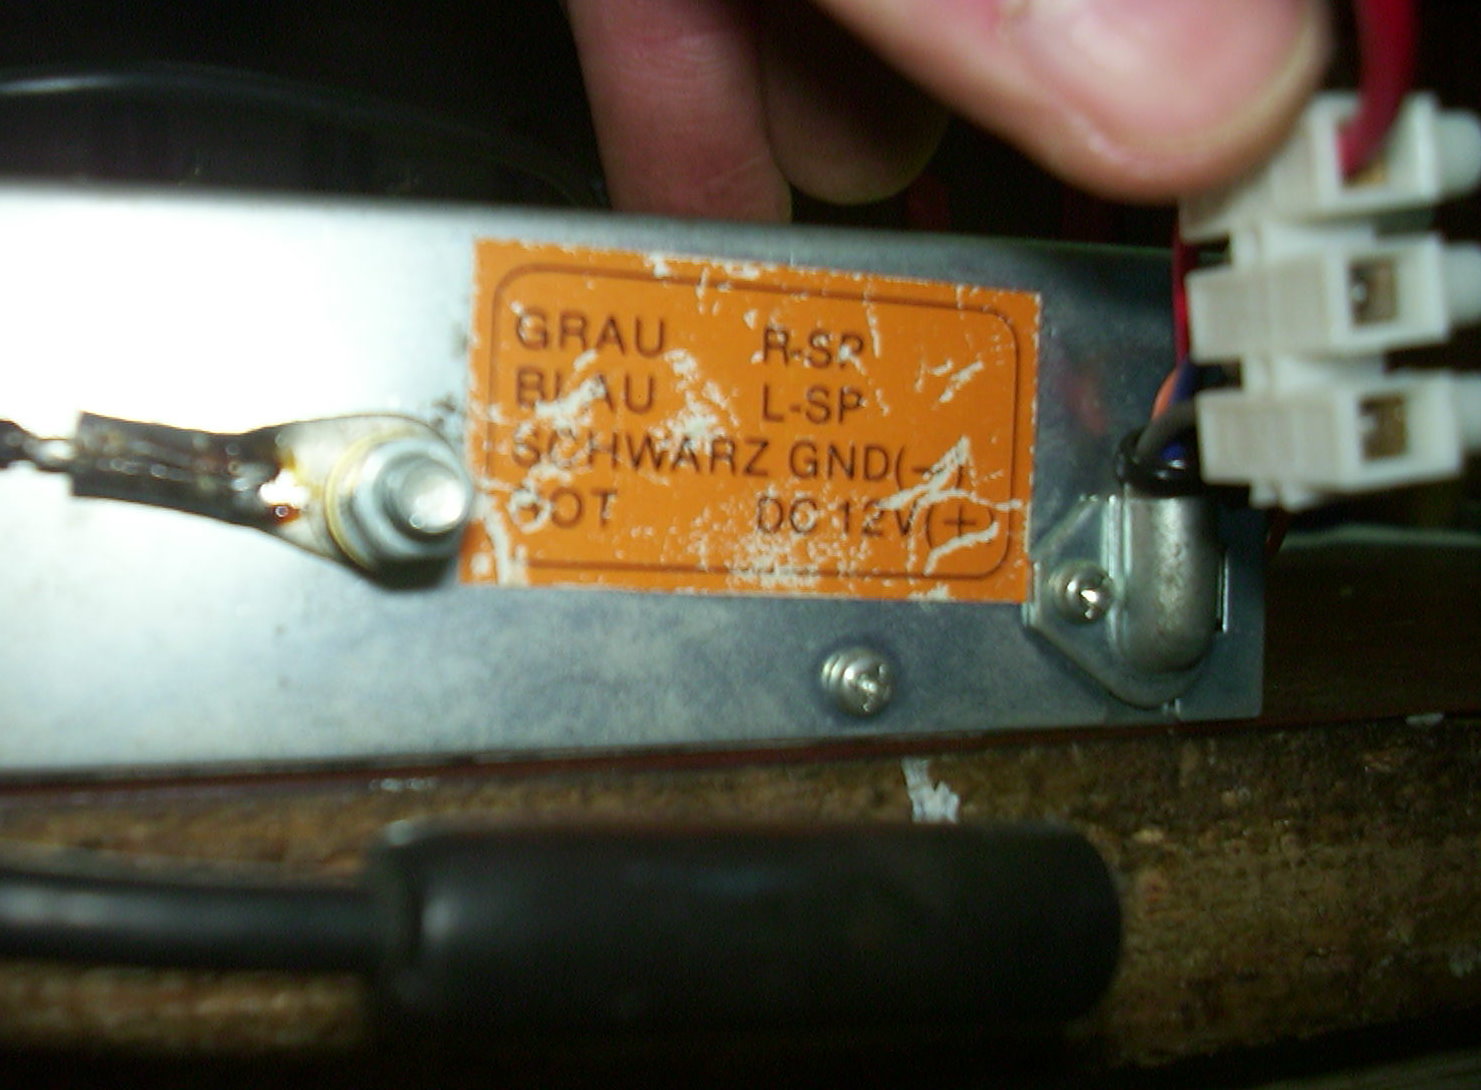 GRAU R-SP
BLAU L-SP
SCHWARZ GND(-)
ROT DC 12V(+)